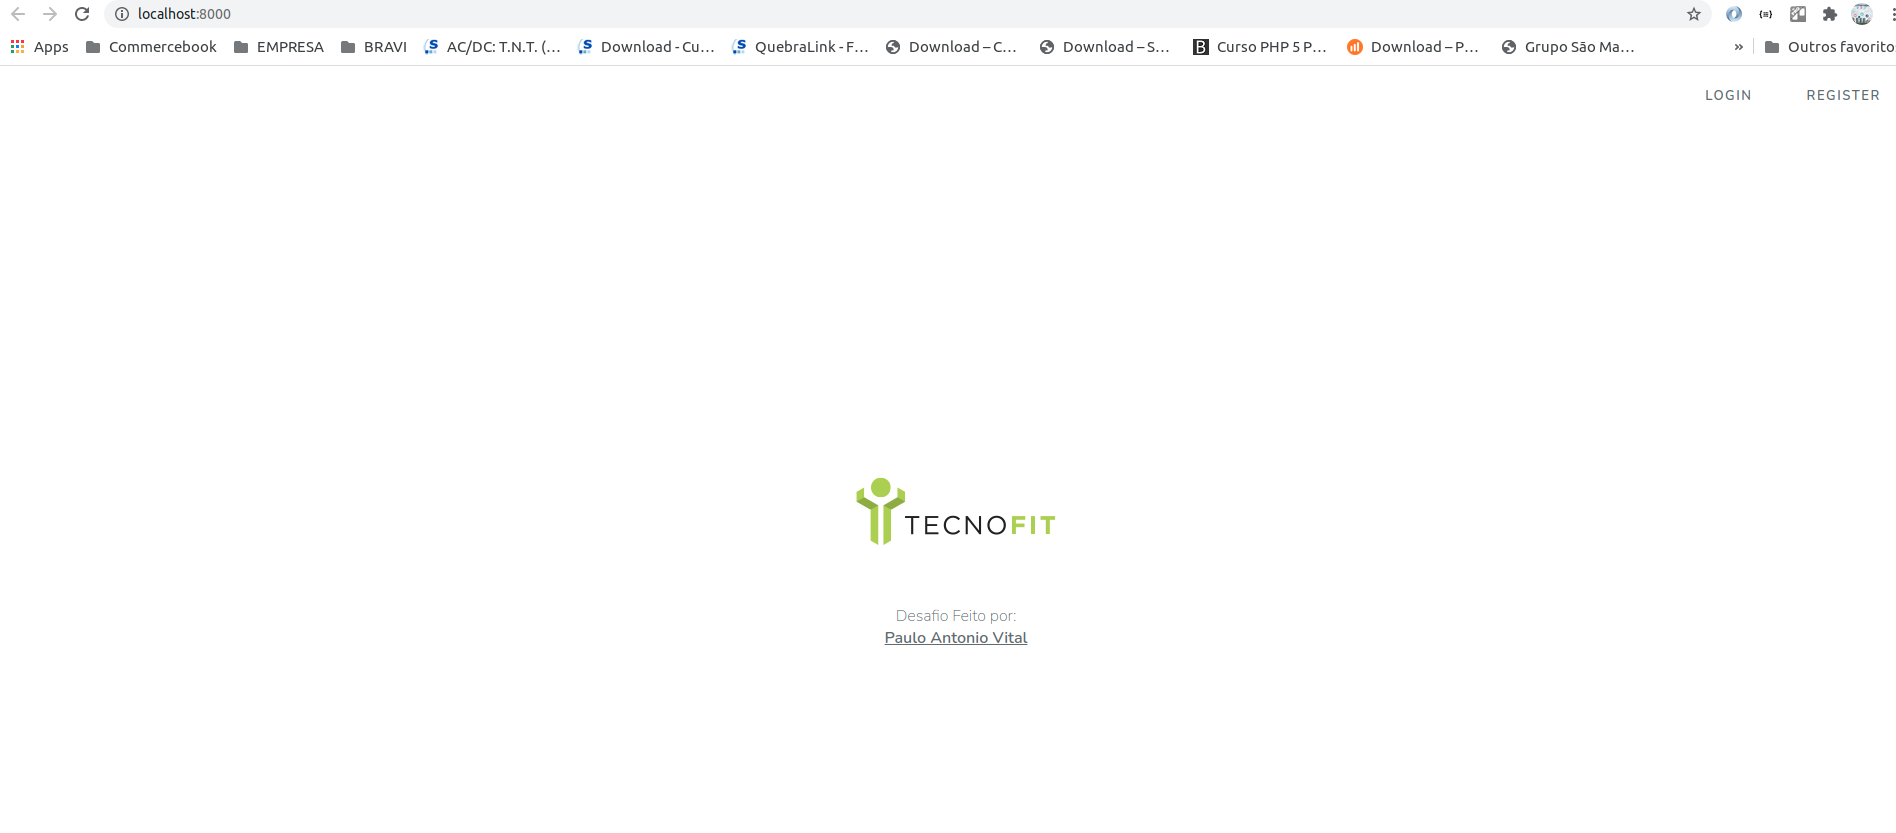 localhost:8000
Apps Commercebook EMPRESA BRAVI AC/DC: T.N.T. (... Download - Cu... QuebraLink - F... Download – C... Download – S... Curso PHP 5 P... Download – P... Grupo São Ma... » Outros favorito
LOGIN REGISTER
TECNOFIT
Desafio Feito por:
Paulo Antonio Vital